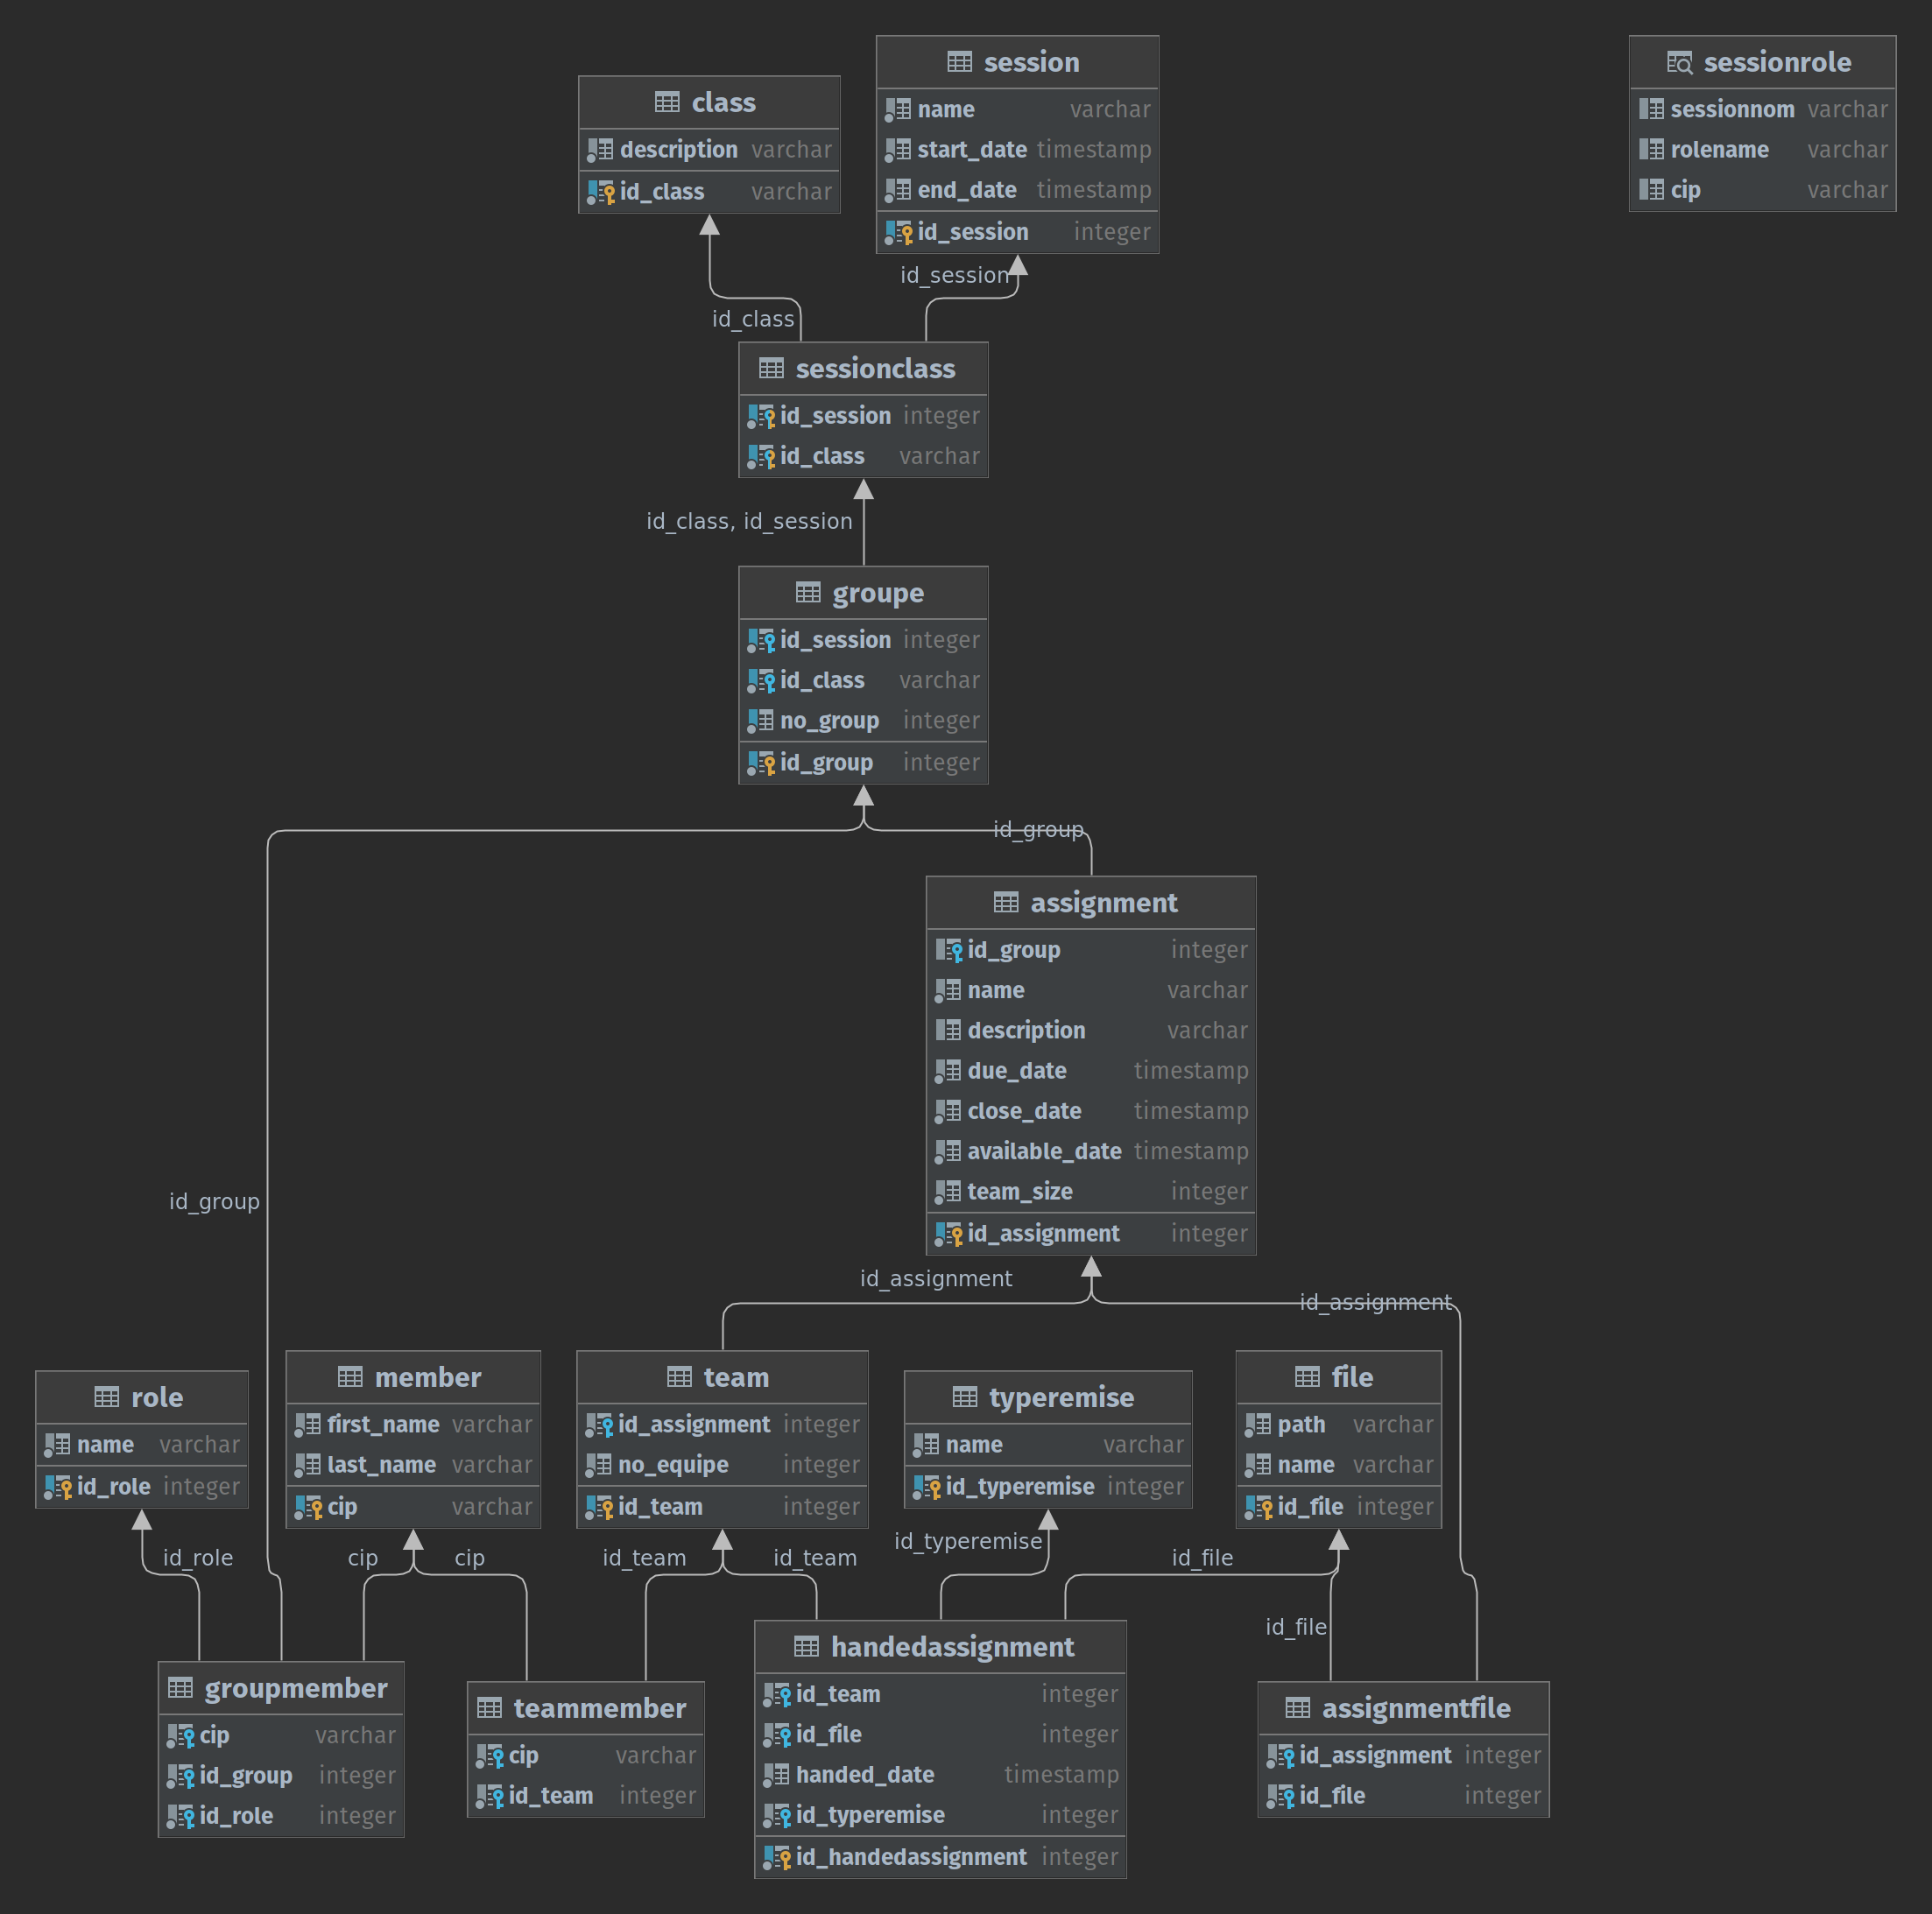 class
description varchar
id_class varchar
session
name varchar
start_date timestamp
end_date timestamp
id_session integer
sessionrole
sessionnom varchar
rolename varchar
cip varchar
id_class
id_session
sessionclass
id_session integer
id_class varchar
id_class, id_session
groupe
id_session integer
id_class varchar
no_group integer
id_group integer
id_group
id_group
assignment
id_group integer
name varchar
description varchar
due_date timestamp
close_date timestamp
available_date timestamp
team_size integer
id_assignment integer
id_assignment
id_assignment
role
name varchar
id_role integer
member
first_name varchar
last_name varchar
cip varchar
team
id_assignment integer
no_equipe integer
id_team integer
typeremise
name varchar
id_typeremise integer
file
path varchar
name varchar
id_file integer
id_role
cip
cip
id_team
id_team
id_typeremise
id_file
id_file
groupmember
cip varchar
id_group integer
id_role integer
teammember
cip varchar
id_team integer
handedassignment
id_team integer
id_file integer
handed_date timestamp
id_typeremise integer
id_handedassignment integer
assignmentfile
id_assignment integer
id_file integer